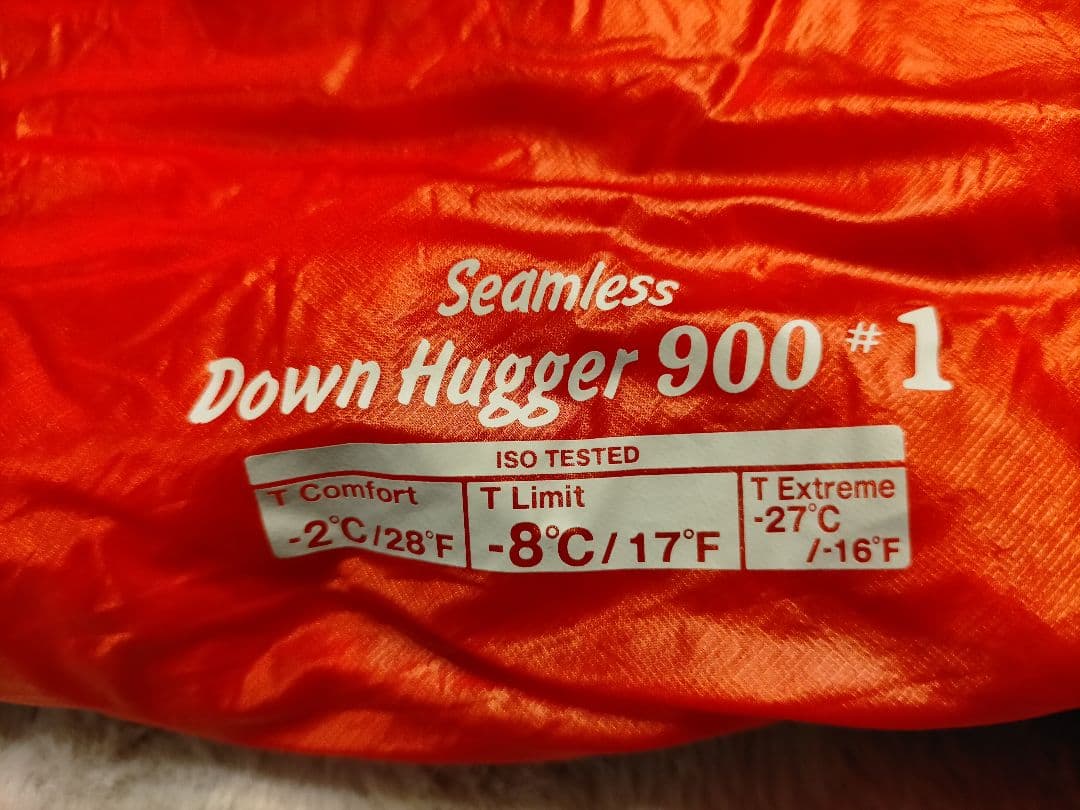 Seamless
Down Hugger 900 #1
ISO TESTED
T Comfort
-2°C/28°F
T Limit
-8°C/17°F
T Extreme
-27°C
/-16°F